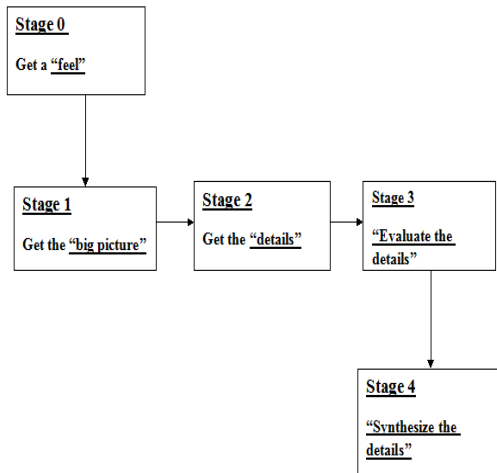 Stage 0
Get a “feel”
Stage 1
Get the “big picture”
Stage 2
Get the “details”
Stage 3
“Evaluate the
details”
Stage 4
“Synthesize the
details”